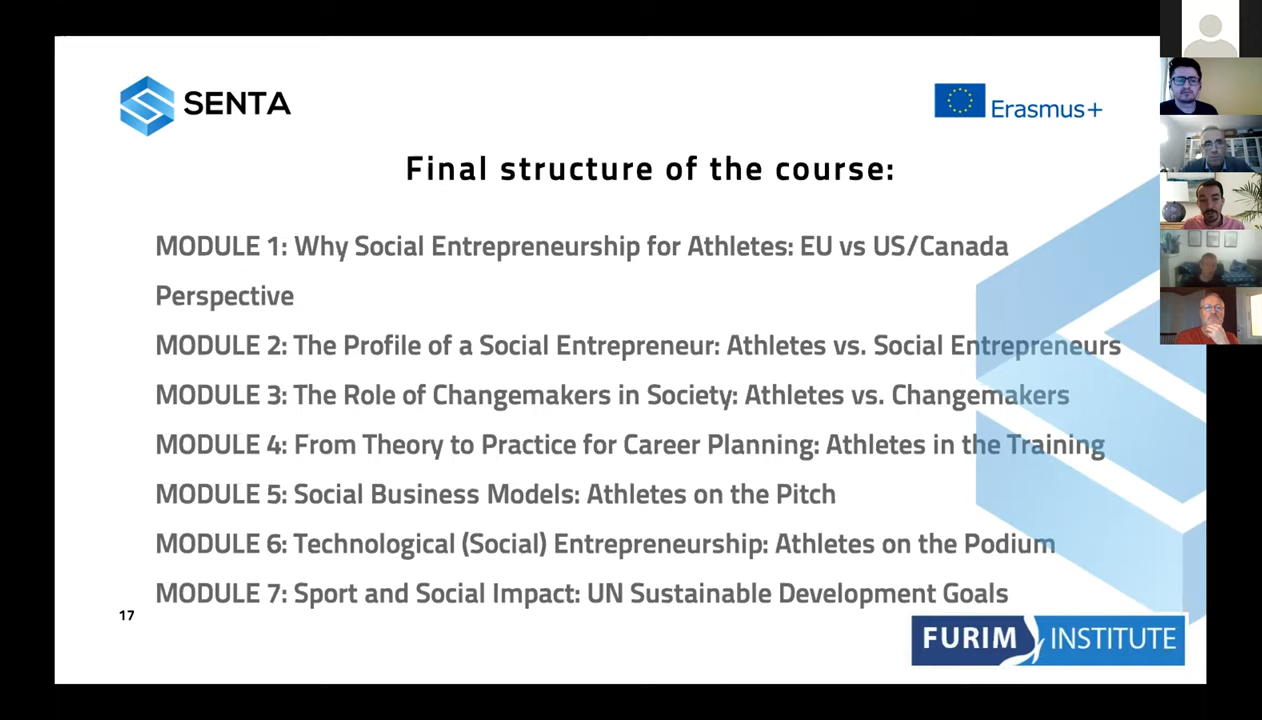 SENTA
Erasmus+
Final structure of the course:
MODULE 1: Why Social Entrepreneurship for Athletes: EU vs US/Canada
Perspective
MODULE 2: The Profile of a Social Entrepreneur: Athletes vs. Social Entrepreneurs
MODULE 3: The Role of Changemakers in Society: Athletes vs. Changemakers
MODULE 4: From Theory to Practice for Career Planning: Athletes in the Training
MODULE 5: Social Business Models: Athletes on the Pitch
MODULE 6: Technological (Social) Entrepreneurship: Athletes on the Podium
MODULE 7: Sport and Social Impact: UN Sustainable Development Goals
17
FURIM INSTITUTE